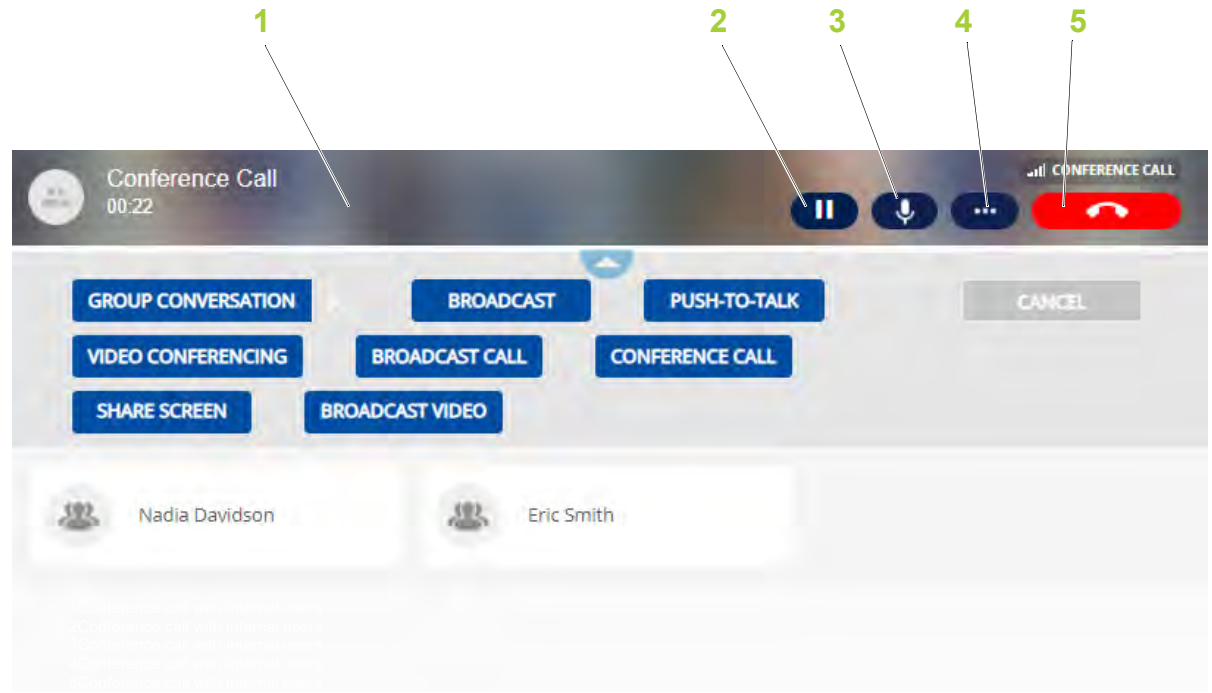 1 2 3 4 5
Conference Call
00:22
CONFERENCE CALL
GROUP CONVERSATION BROADCAST PUSH-TO-TALK CANCEL
VIDEO CONFERENCING BROADCAST CALL CONFERENCE CALL
SHARE SCREEN BROADCAST VIDEO
Nadia Davidson Eric Smith